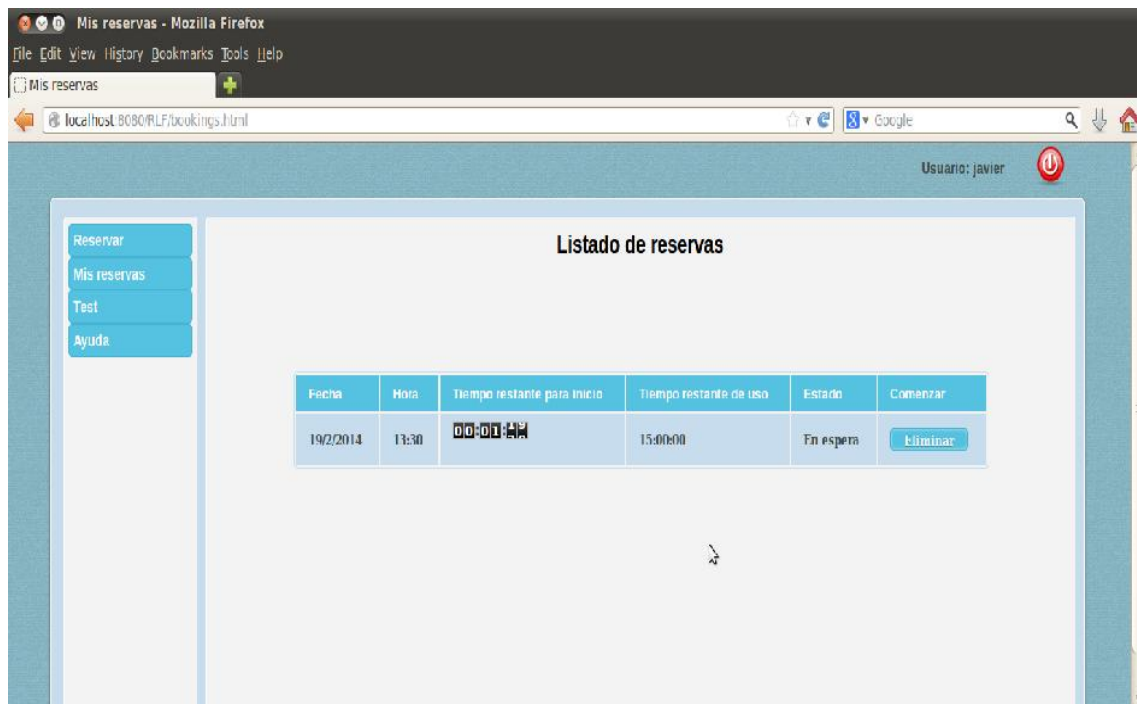 Mis reservas - Mozilla Firefox
File Edit View History Bookmarks Tools Help
Mis reservas
localhost:8080/RLF/bookings.html
Google
Usuario: javier
Reservar
Mis reservas
Test
Ayuda
Listado de reservas
Fecha Hora Tiempo restante para inicio Tiempo restante de uso Estado Comenzar
19/2/2014 13:30 00:01: 15:00:00 En espera Eliminar